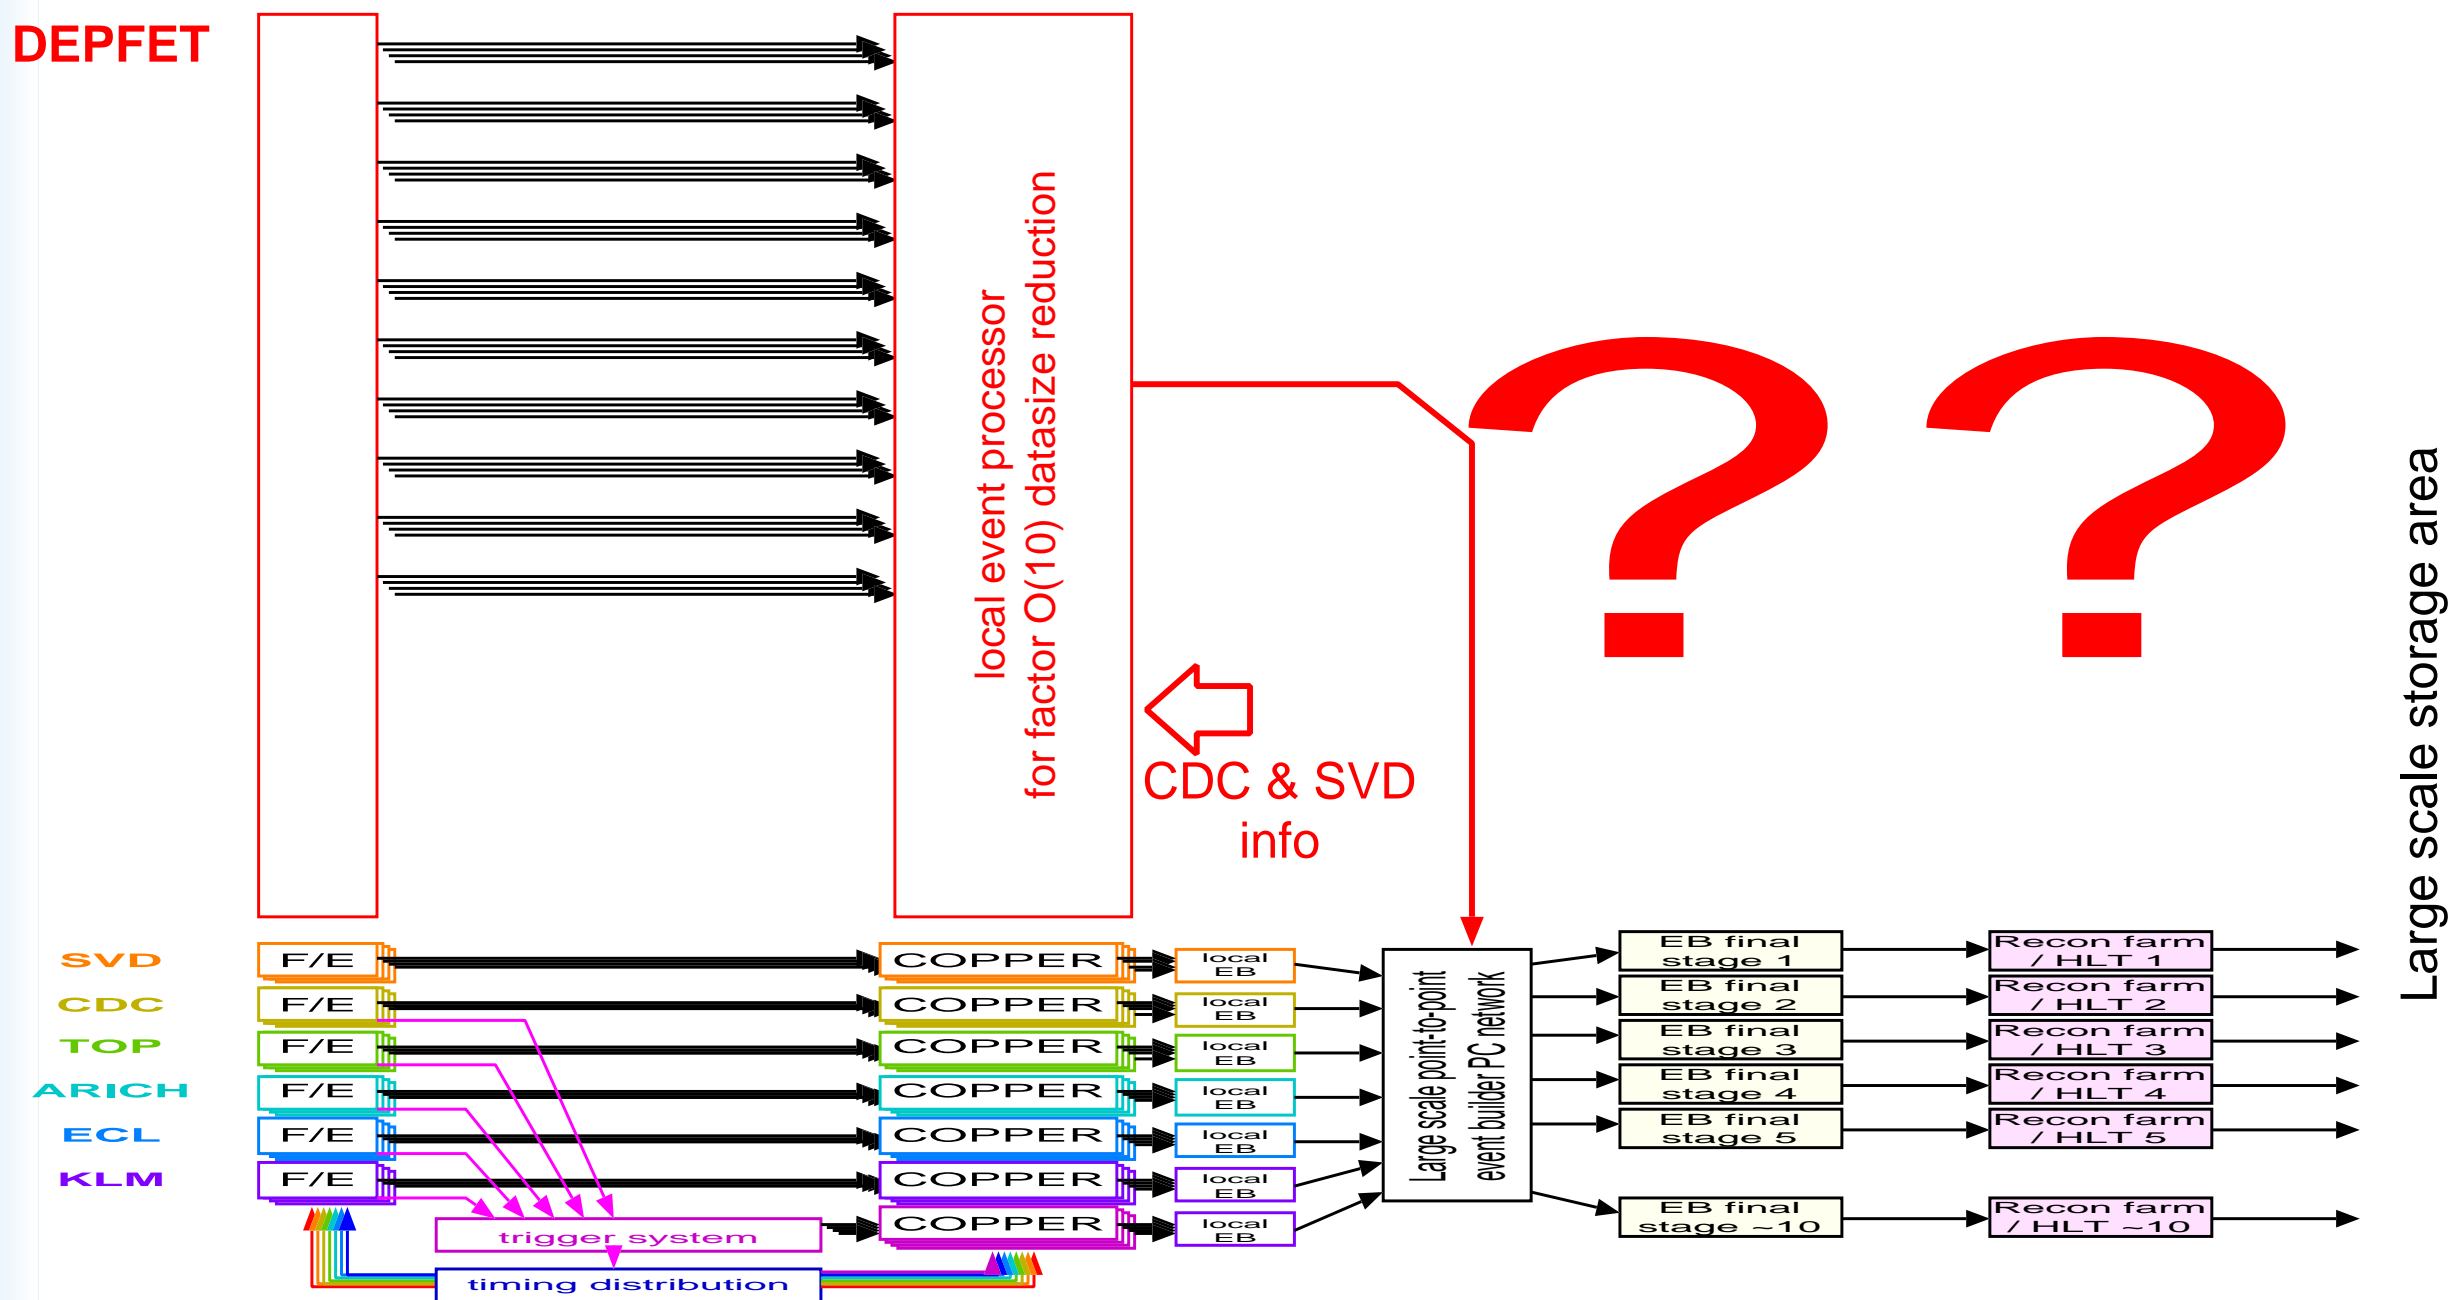 DEPFET
local event processor
for factor O(10) datasize reduction
?
?
CDC & SVD
info
Large scale storage area
SVD
F/E
COPPER
local
EB
CDC
F/E
COPPER
local
EB
TOP
F/E
COPPER
local
EB
ARICH
F/E
COPPER
local
EB
ECL
F/E
COPPER
local
EB
KLM
F/E
COPPER
local
EB
trigger system
COPPER
local
EB
timing distribution
Large scale point-to-point
event builder PC network
EB final
stage 1
Recon farm
/ HLT 1
EB final
stage 2
Recon farm
/ HLT 2
EB final
stage 3
Recon farm
/ HLT 3
EB final
stage 4
Recon farm
/ HLT 4
EB final
stage 5
Recon farm
/ HLT 5
EB final
stage ~10
Recon farm
/ HLT ~10